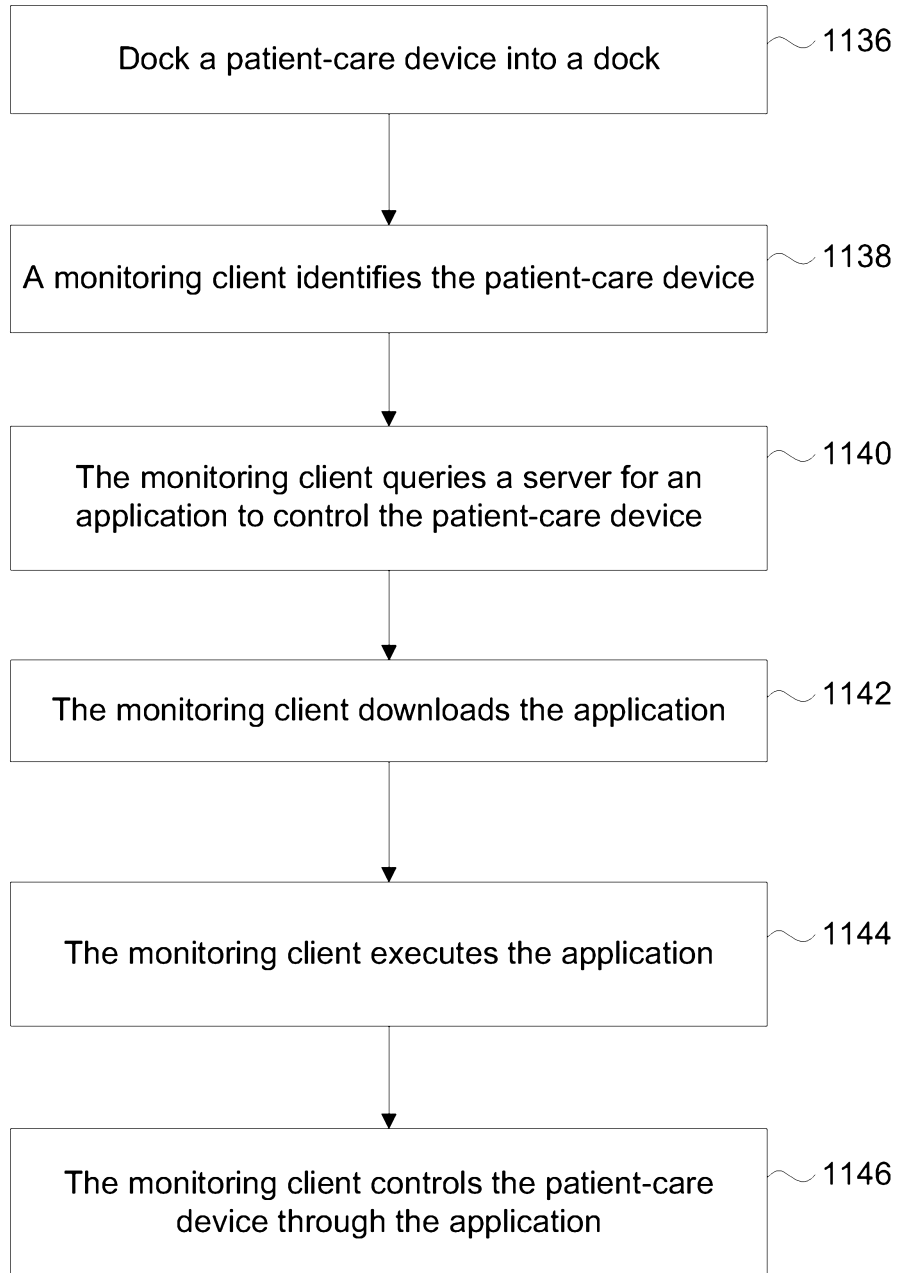 Dock a patient-care device into a dock
1136
A monitoring client identifies the patient-care device
1138
The monitoring client queries a server for an
application to control the patient-care device
1140
The monitoring client downloads the application
1142
The monitoring client executes the application
1144
The monitoring client controls the patient-care
device through the application
1146